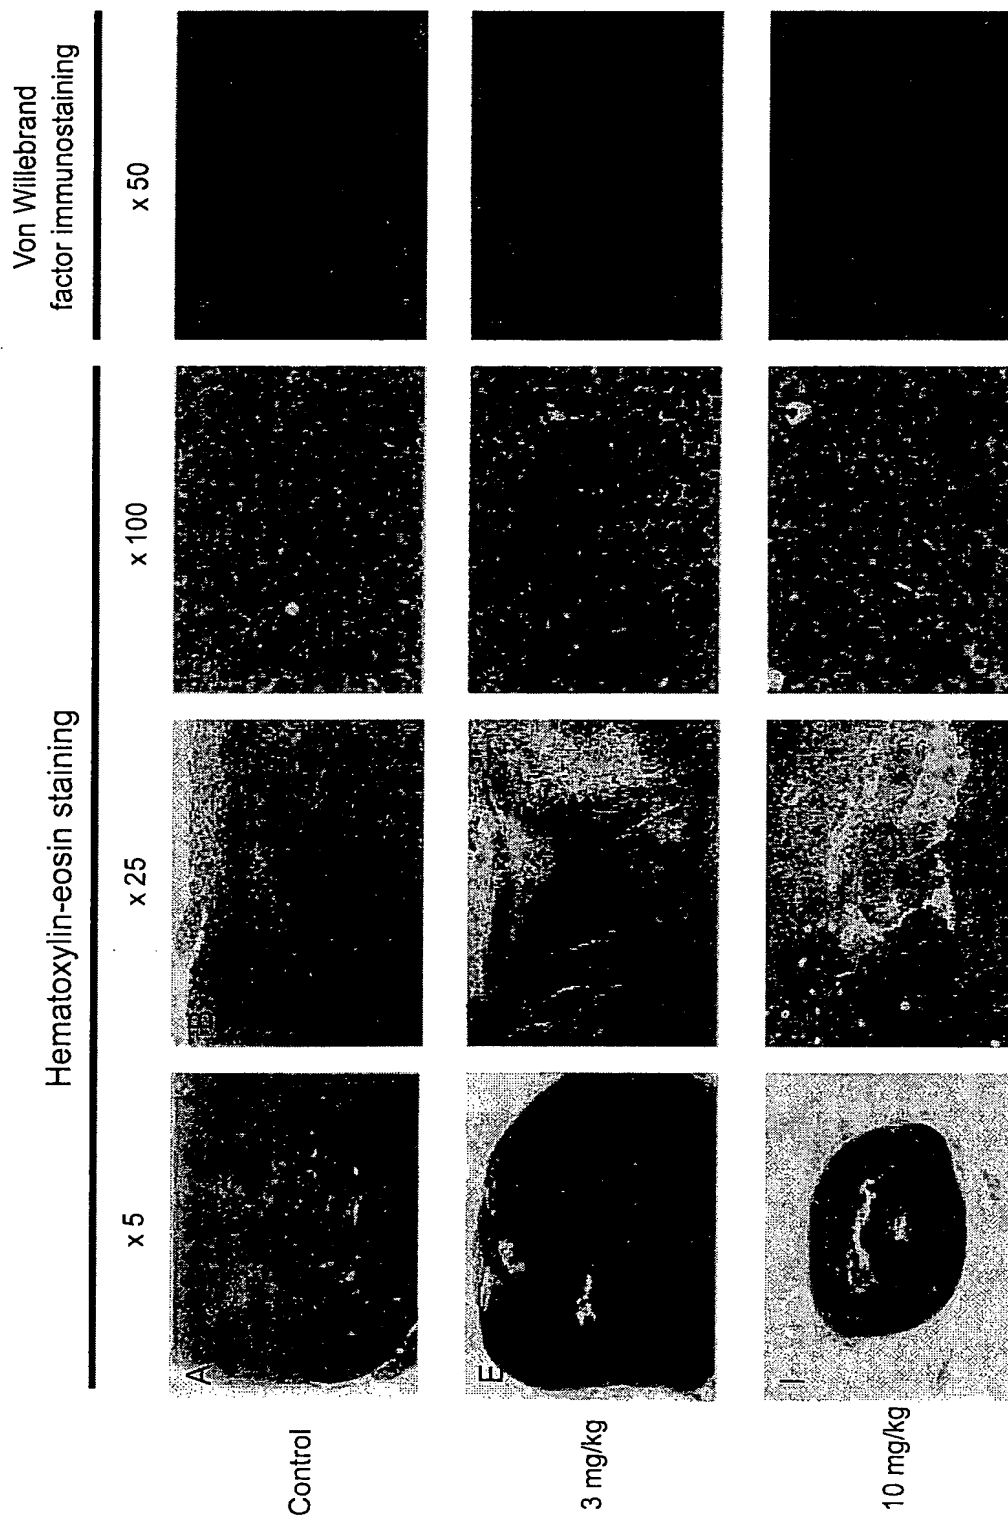 Hematoxylin-eosin staining
Von Willebrand
factor immunostaining
x 5
x 25
x 100
x 50
Control
A
3 mg/kg
E
10 mg/kg
I